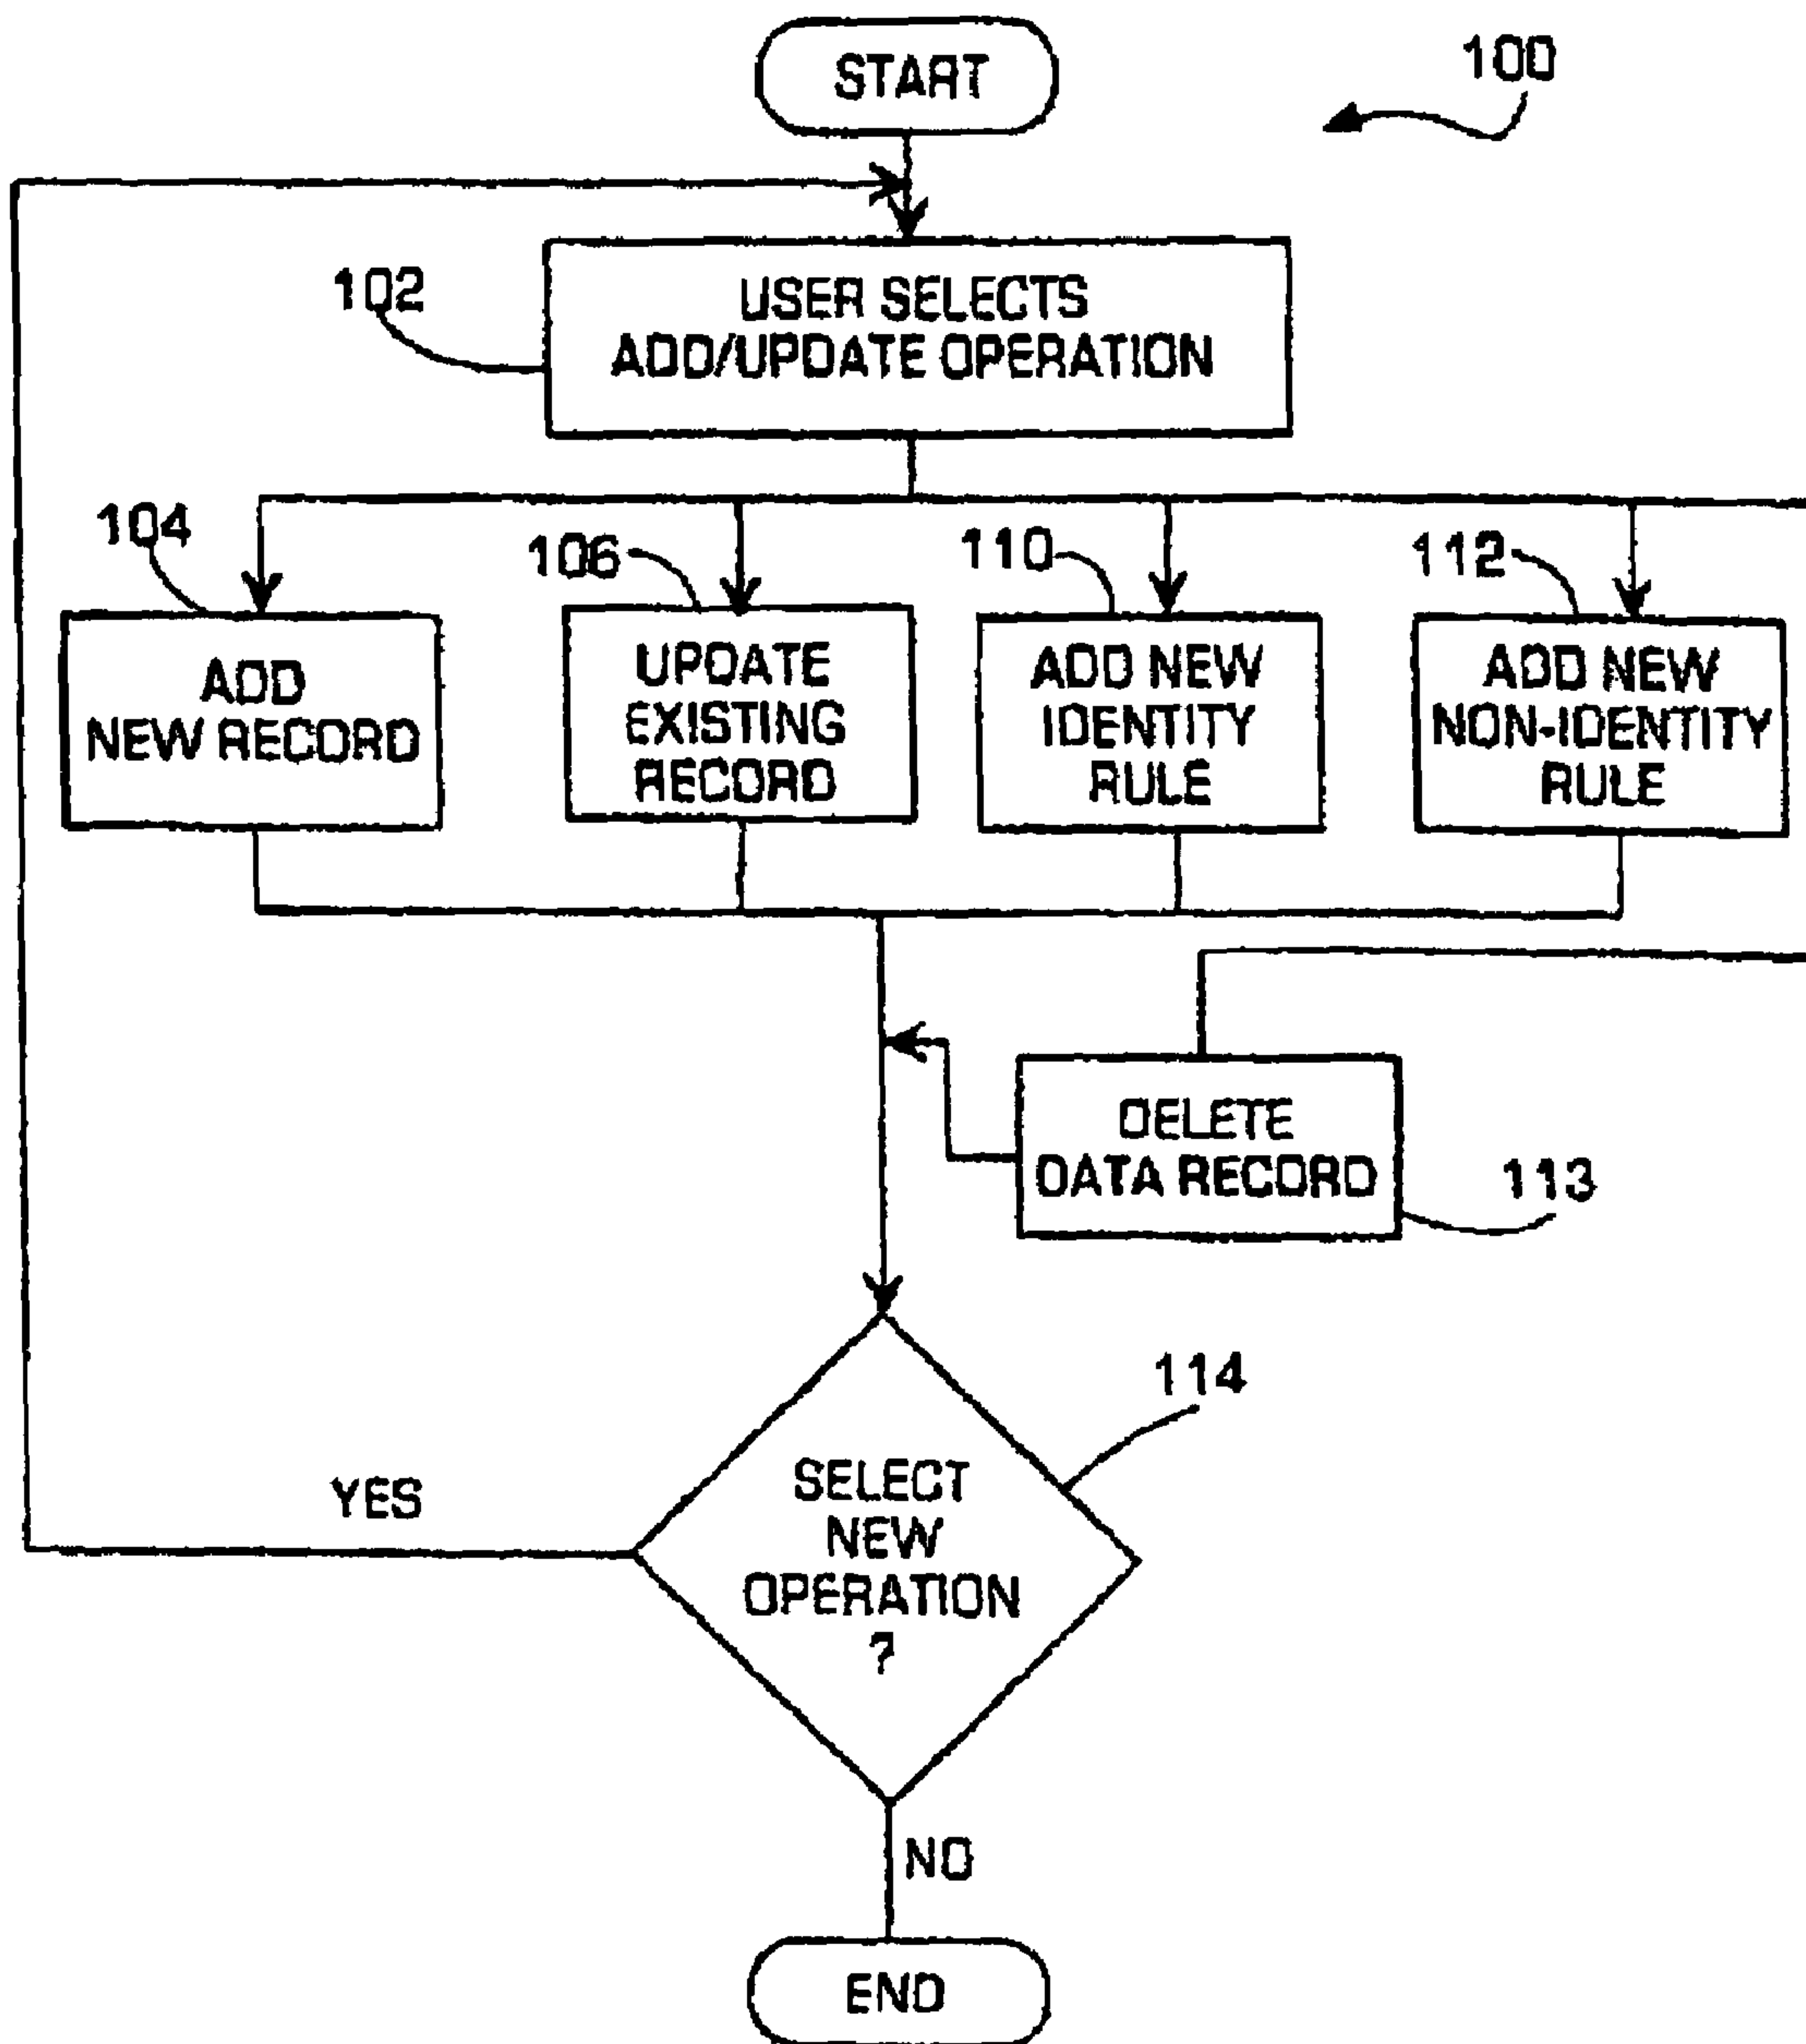 START
100
102
USER SELECTS
ADD/UPDATE OPERATION
104
106
110
112
ADD
NEW RECORD
UPDATE
EXISTING
RECORD
ADD NEW
IDENTITY
RULE
ADD NEW
NON-IDENTITY
RULE
DELETE
DATA RECORD
113
114
SELECT
NEW
OPERATION
?
YES
NO
END